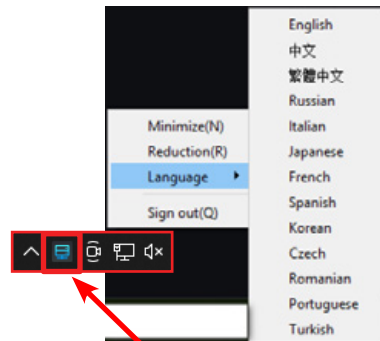 Minimize(N)
Reduction(R)
Language
Sign out(Q)
English
中文
繁體中文
Russian
Italian
Japanese
French
Spanish
Korean
Czech
Romanian
Portuguese
Turkish